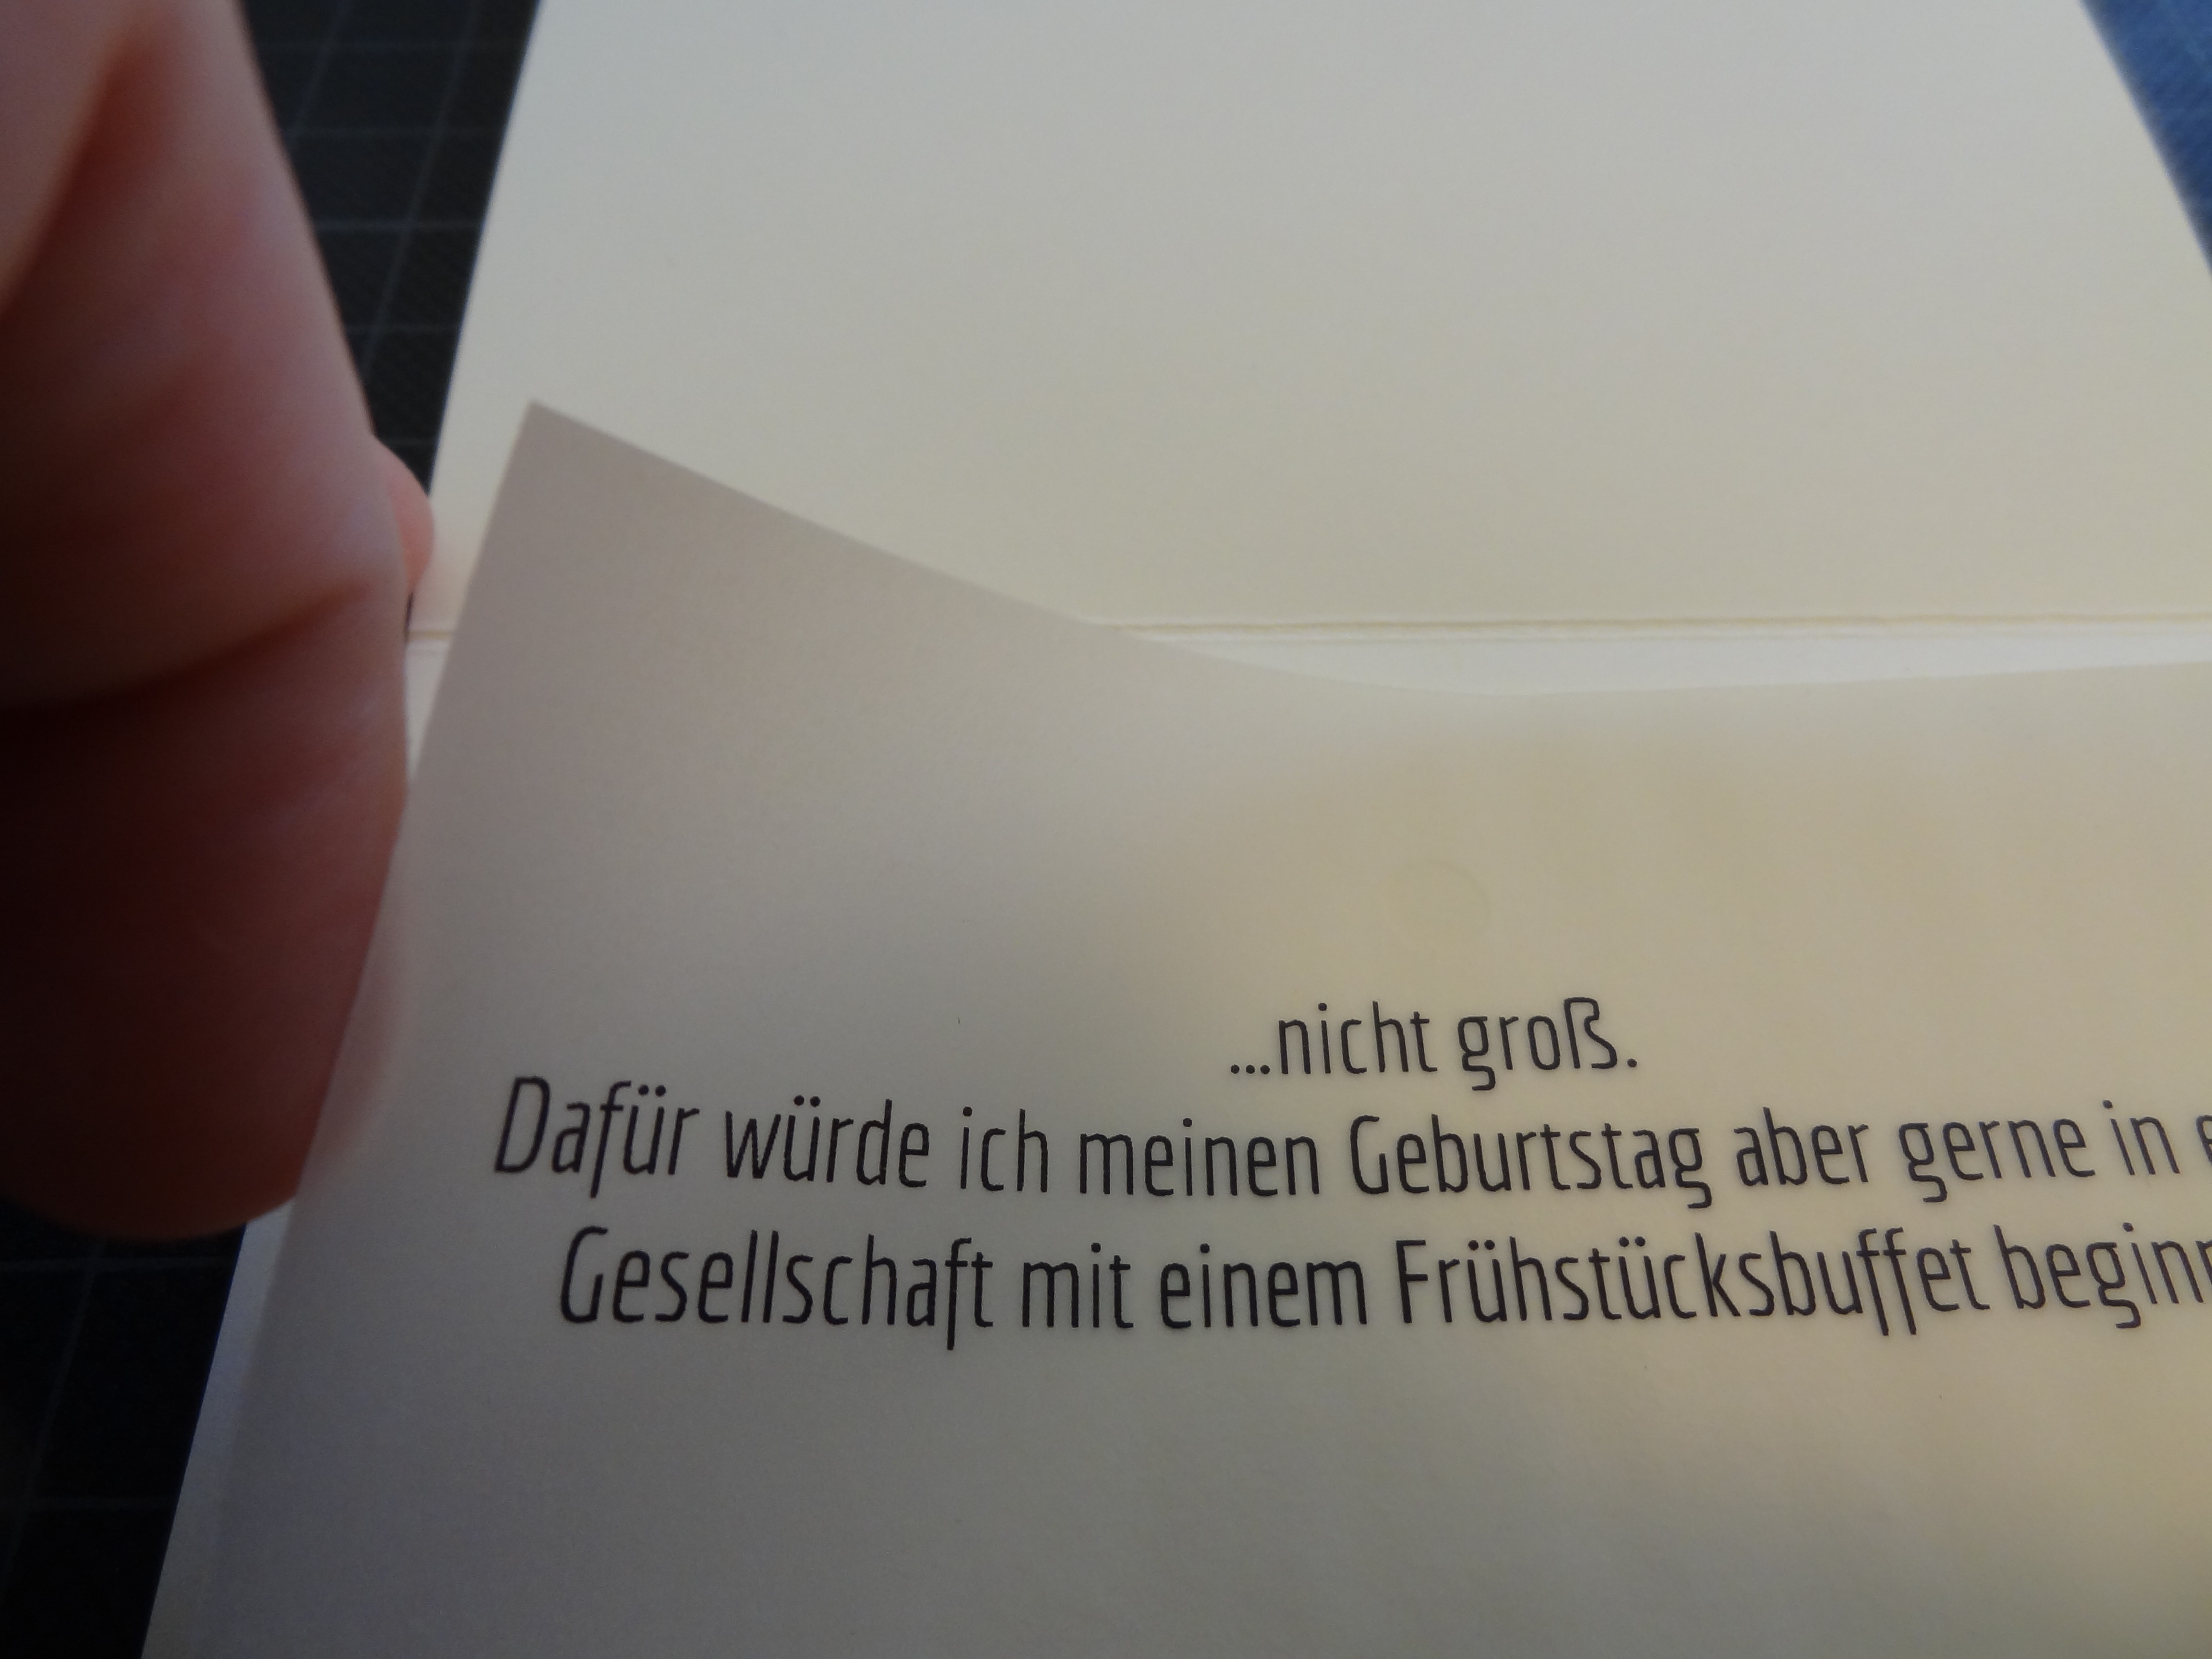 ...nicht groß.
Dafür würde ich meinen Geburtstag aber gerne in
Gesellschaft mit einem Frühstücksbuffet